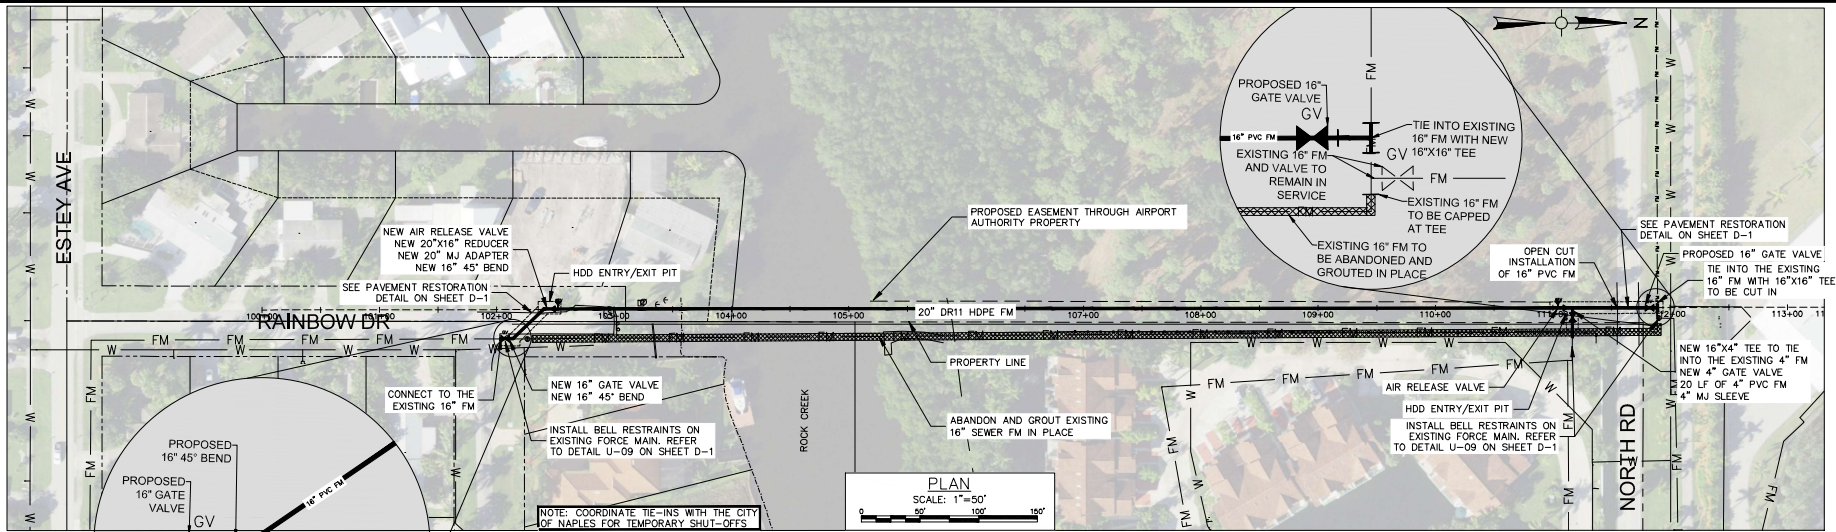 ESTEY AVE
RAINBOW DR
NORTH RD
ROCK CREEK
N
NEW AIR RELEASE VALVE
NEW 20"X16" REDUCER
NEW 20" MJ ADAPTER
NEW 16" 45° BEND
HDD ENTRY/EXIT PIT
SEE PAVEMENT RESTORATION
DETAIL ON SHEET D-1
100+00
101+00
102+00
103+00
104+00
105+00
20" DR11 HDPE FM
107+00
108+00
109+00
110+00
111+00
112+00
113+00
11
PROPOSED EASEMENT THROUGH AIRPORT
AUTHORITY PROPERTY
PROPERTY LINE
ABANDON AND GROUT EXISTING
16" SEWER FM IN PLACE
CONNECT TO THE
EXISTING 16" FM
NEW 16" GATE VALVE
NEW 16" 45° BEND
INSTALL BELL RESTRAINTS ON
EXISTING FORCE MAIN. REFER
TO DETAIL U-09 ON SHEET D-1
PROPOSED
16" 45° BEND
PROPOSED
16" GATE
VALVE
GV
16" PVC FM
NOTE: COORDINATE TIE-INS WITH THE CITY
OF NAPLES FOR TEMPORARY SHUT-OFFS
PLAN
SCALE: 1"=50'
0
50'
100'
150'
PROPOSED 16"
GATE VALVE
GV
16" PVC FM
FM
TIE INTO EXISTING
16" FM WITH NEW
16"X16" TEE
EXISTING 16" FM
AND VALVE TO
REMAIN IN
SERVICE
GV
FM
EXISTING 16" FM
TO BE CAPPED
AT TEE
EXISTING 16" FM TO
BE ABANDONED AND
GROUTED IN PLACE
OPEN CUT
INSTALLATION
OF 16" PVC FM
SEE PAVEMENT RESTORATION
DETAIL ON SHEET D-1
PROPOSED 16" GATE VALVE
TIE INTO THE EXISTING
16" FM WITH 16"X16" TEE
TO BE CUT IN
NEW 16"X4" TEE TO TIE
INTO THE EXISTING 4" FM
NEW 4" GATE VALVE
20 LF OF 4" PVC FM
4" MJ SLEEVE
AIR RELEASE VALVE
HDD ENTRY/EXIT PIT
INSTALL BELL RESTRAINTS ON
EXISTING FORCE MAIN. REFER
TO DETAIL U-09 ON SHEET D-1